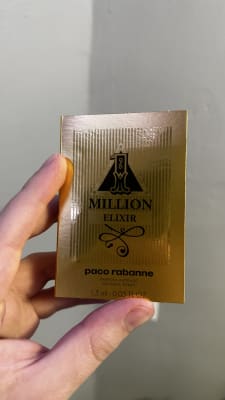 1
MILLION
ELIXIR
paco rabanne